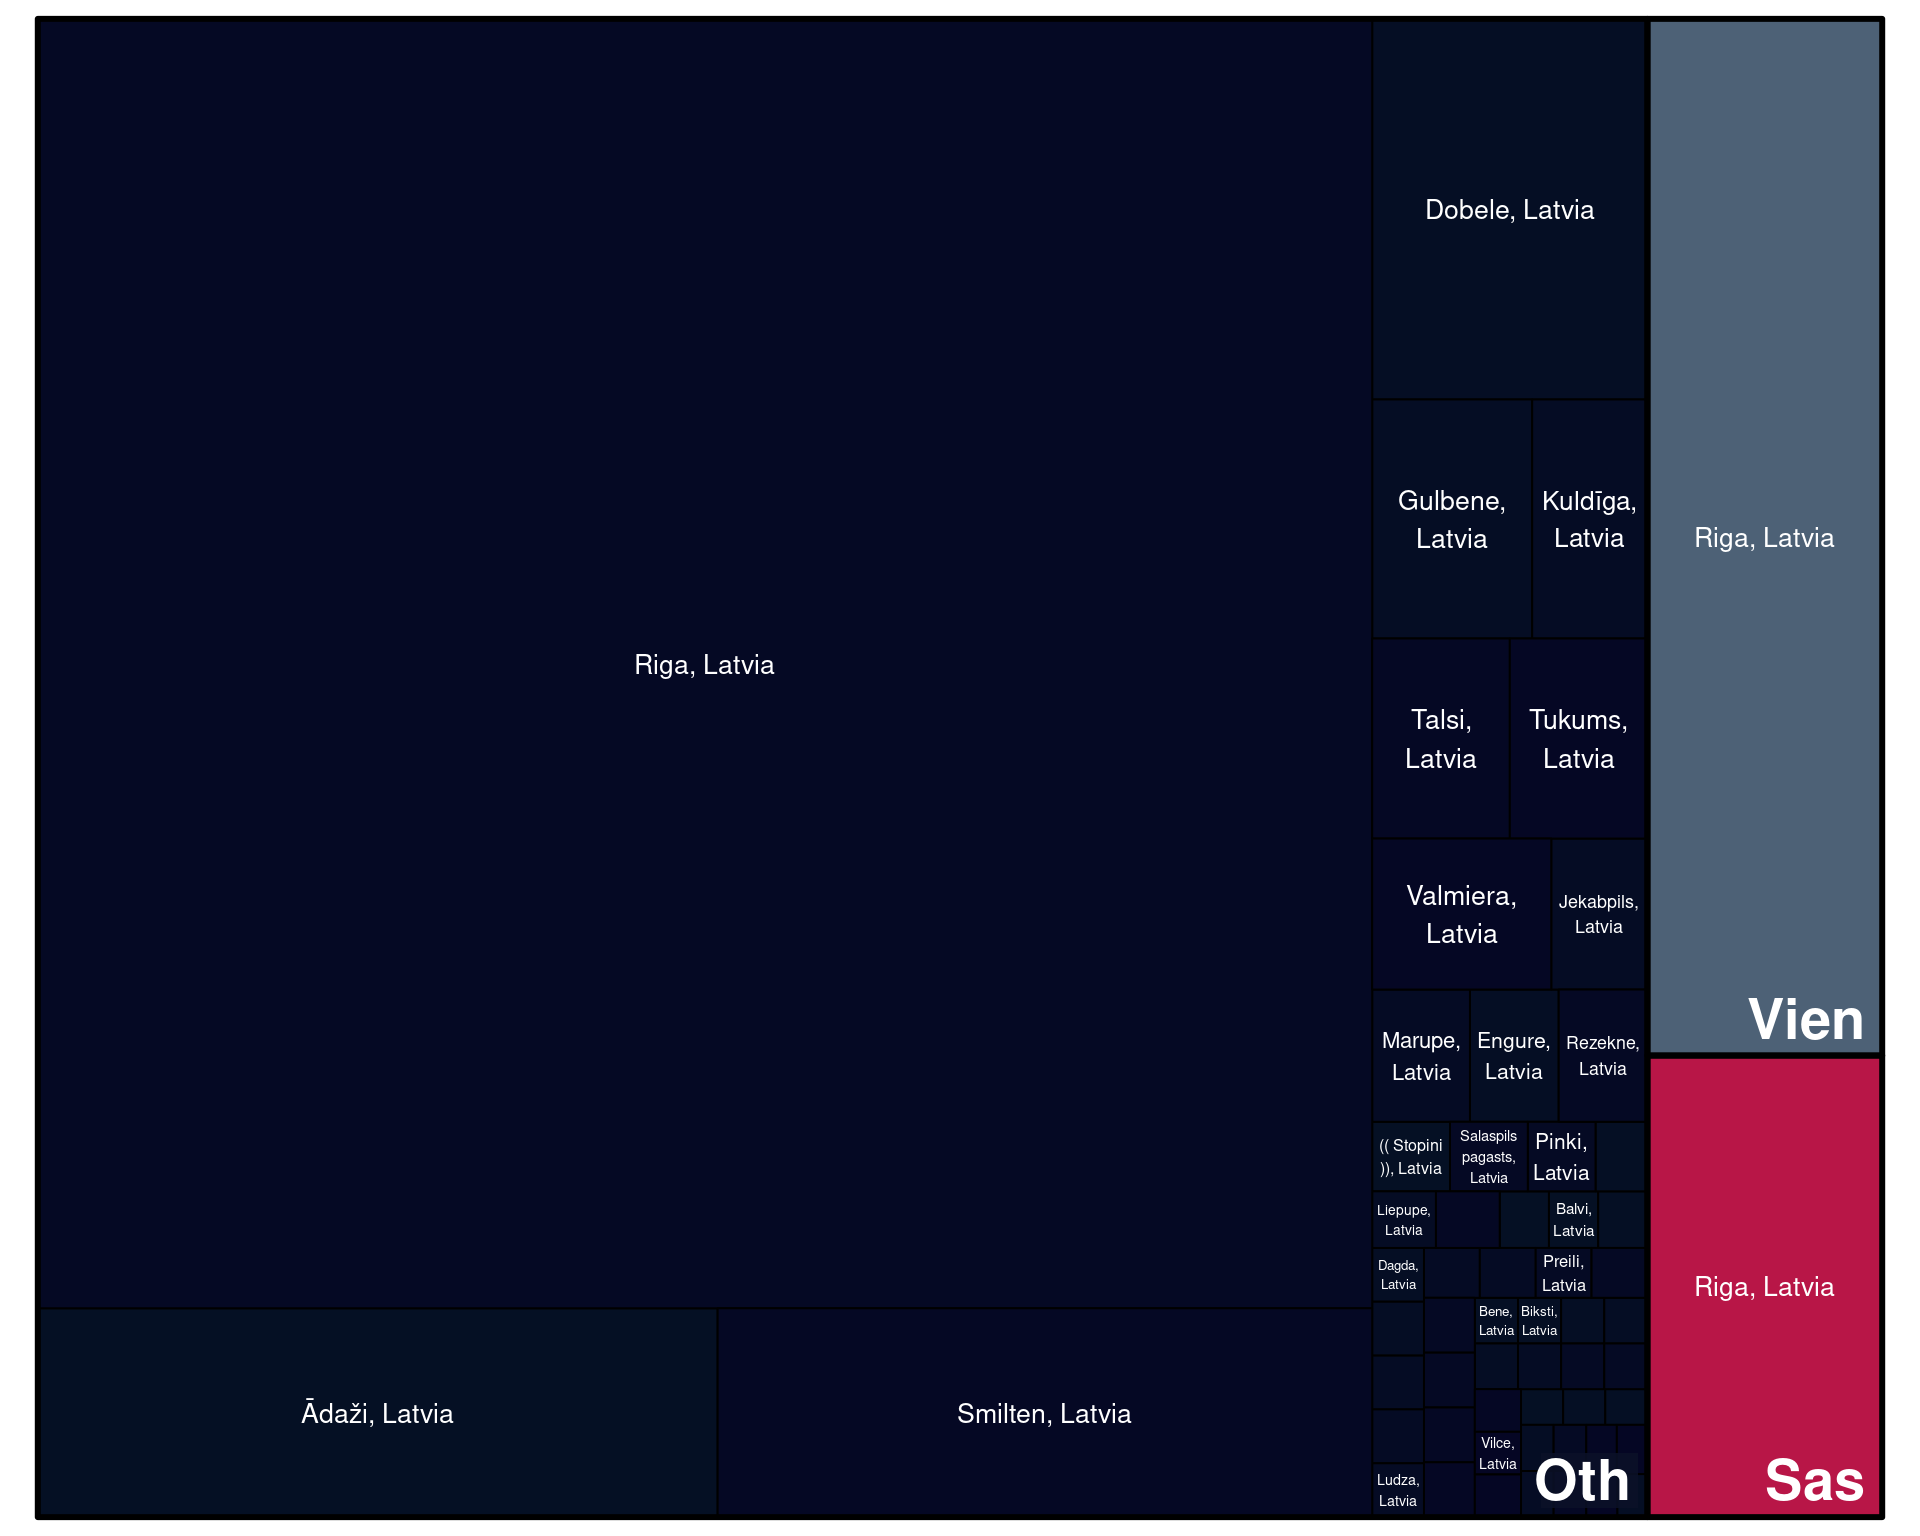 Riga, Latvia
Ādaži, Latvia
Smilten, Latvia
Dobele, Latvia
Gulbene,
Latvia
Kuldīga,
Latvia
Talsi,
Latvia
Tukums,
Latvia
Valmiera,
Latvia
Jekabpils,
Latvia
Marupe,
Latvia
Engure,
Latvia
Rezekne,
Latvia
(( Stopini
)), Latvia
Salaspils
pagasts,
Latvia
Pinki,
Latvia
Liepupe,
Latvia
Balvi,
Latvia
Dagda,
Latvia
Preili,
Latvia
Bene,
Latvia
Biksti,
Latvia
Vilce,
Latvia
Ludza,
Latvia
Oth
Riga, Latvia
Vien
Riga, Latvia
Sas